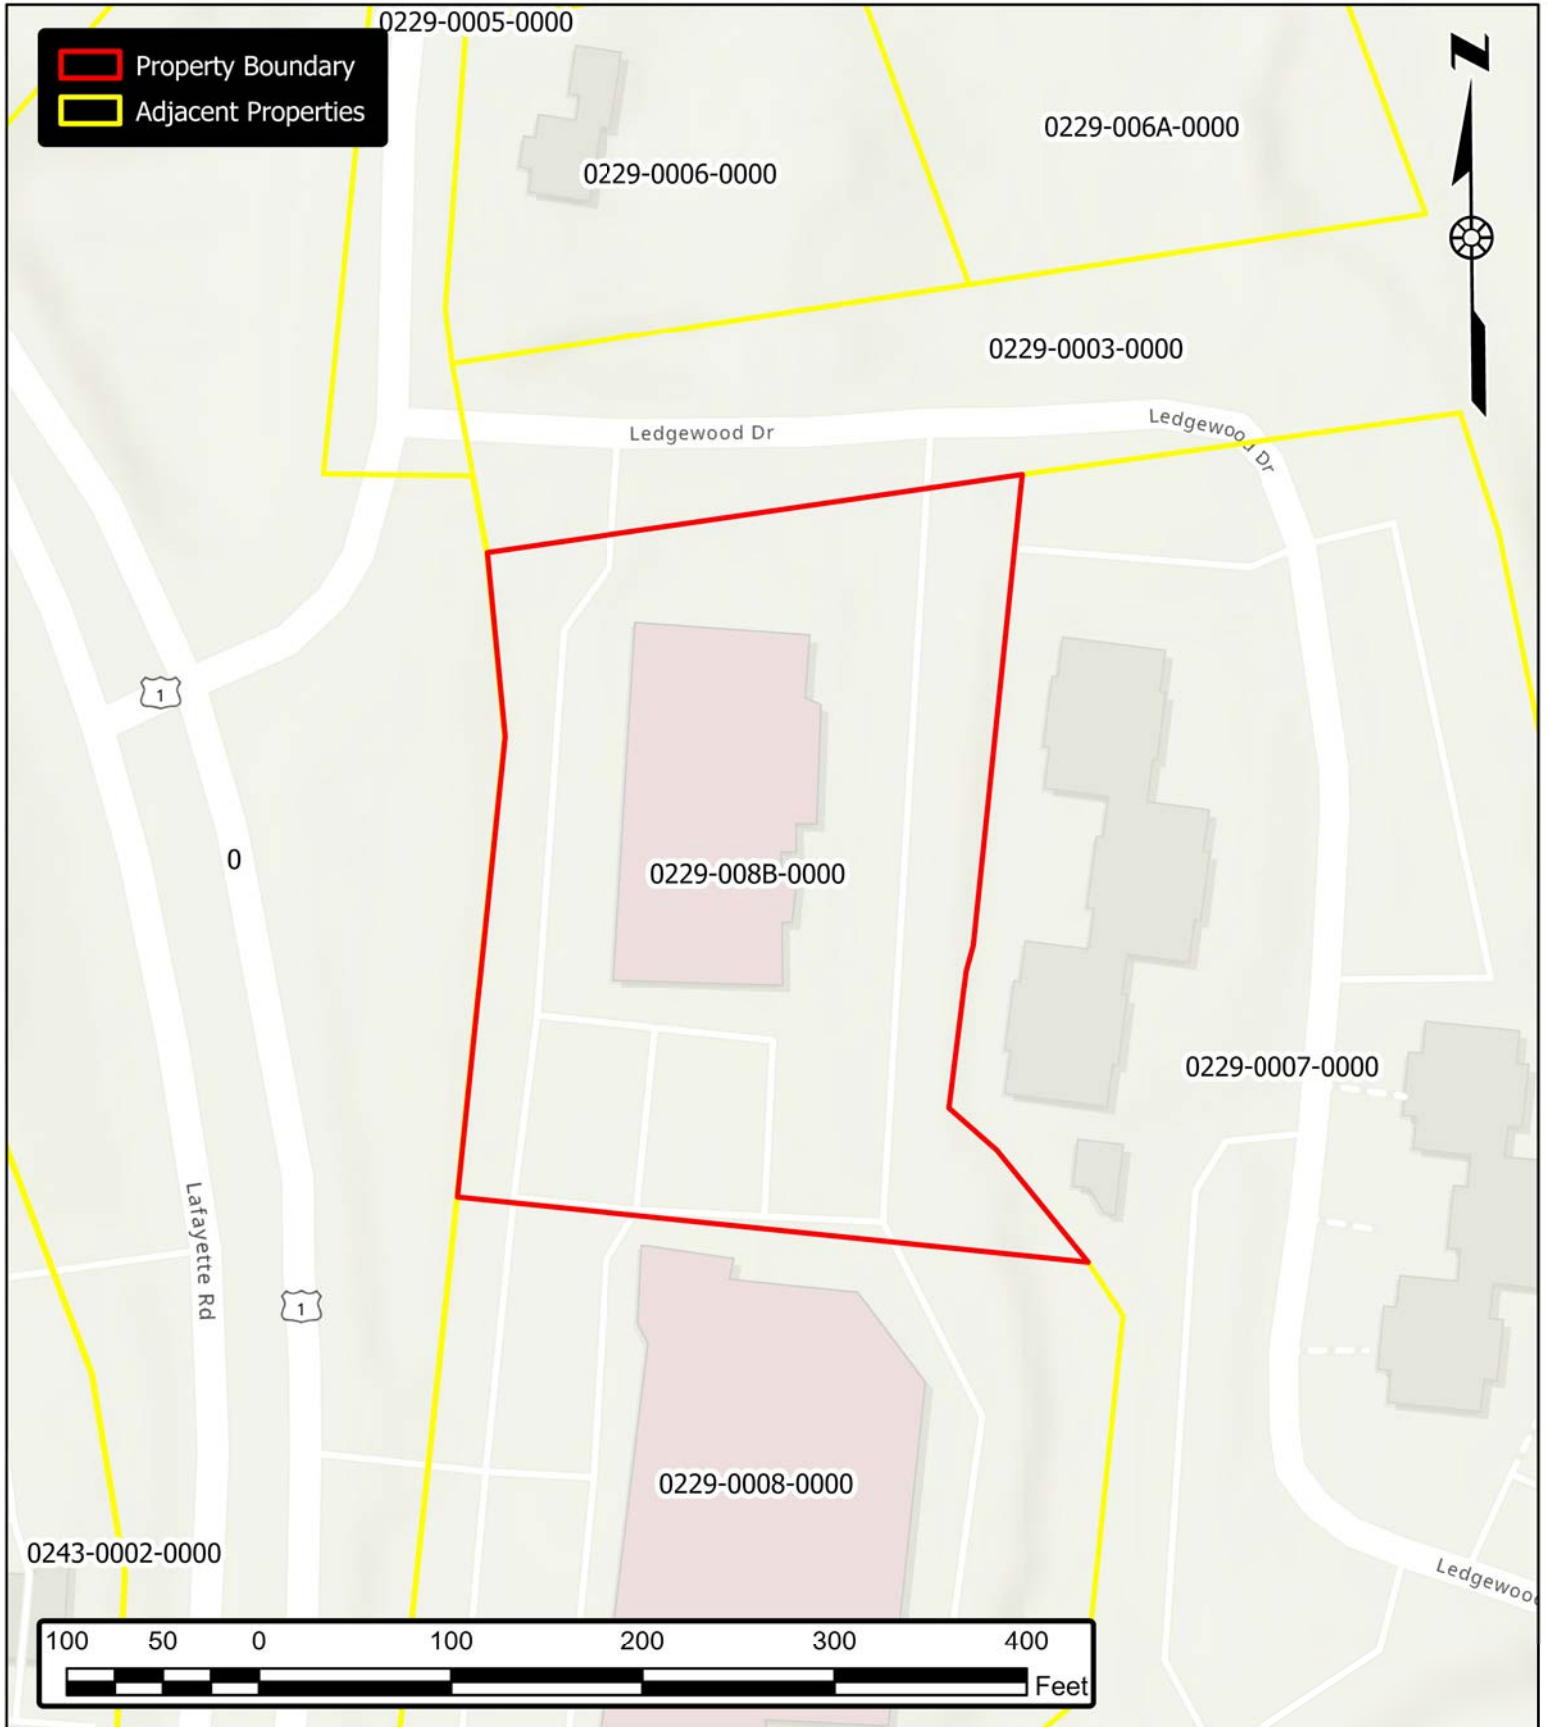 0229-0005-0000
Property Boundary
Adjacent Properties
N
0229-006A-0000
0229-0006-0000
0229-0003-0000
Ledgewood Dr
Ledgewood Dr
1
0
0229-008B-0000
0229-0007-0000
Lafayette Rd
1
0229-0008-0000
0243-0002-0000
Ledgewoo
100 50 0 100 200 300 400
Feet